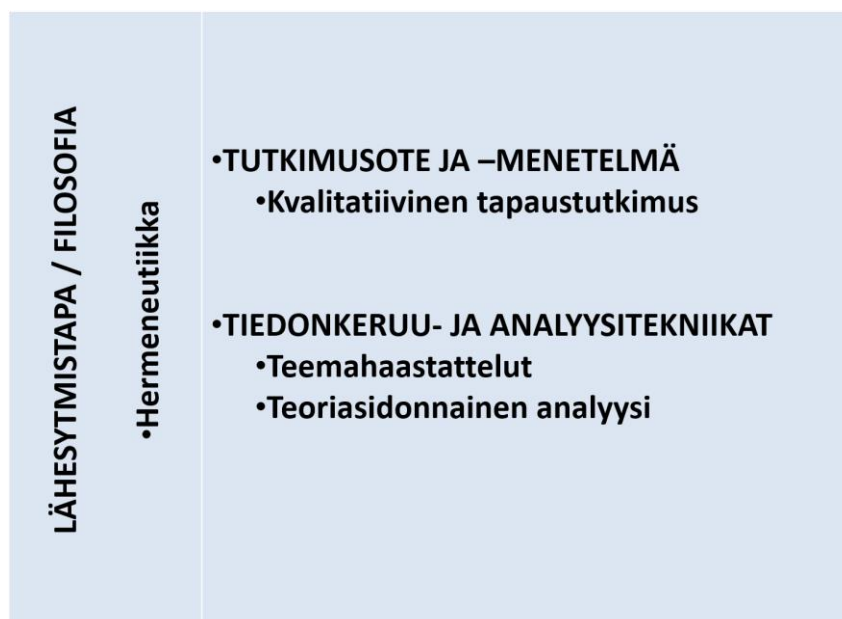 LÄHESYTMISTAPA / FILOSOFIA
•Hermeneutiikka
•TUTKIMUSOTE JA –MENETELMÄ
•Kvalitatiivinen tapaustutkimus
•TIEDONKERUU- JA ANALYYSITEKNIIKAT
•Teemahaastattelut
•Teoriasidonnainen analyysi